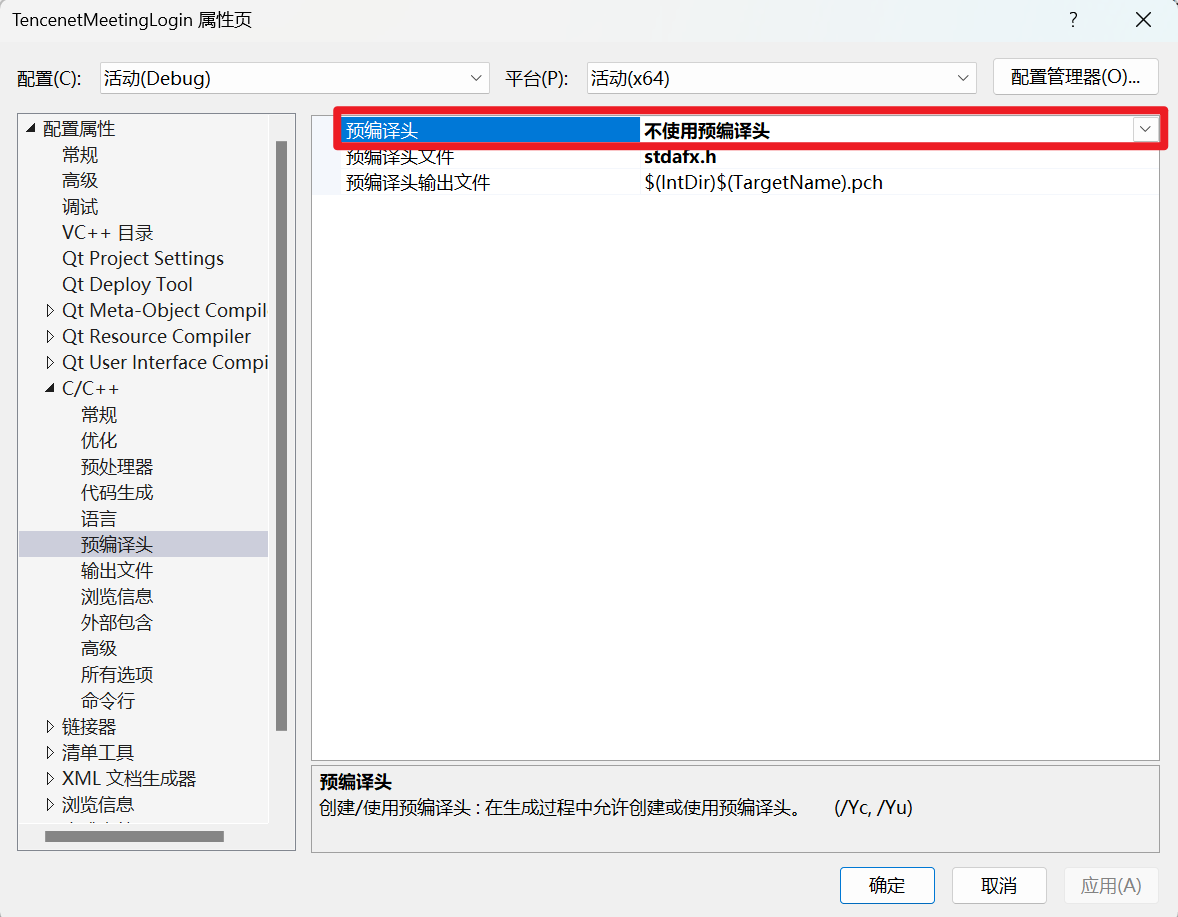 TencenetMeetingLogin 属性页
?
配置(C):
活动(Debug)
平台(P):
活动(x64)
配置管理器(O)...
配置属性
常规
高级
调试
VC++ 目录
Qt Project Settings
Qt Deploy Tool
Qt Meta-Object Compil
Qt Resource Compiler
Qt User Interface Compi
C/C++
常规
优化
预处理器
代码生成
语言
预编译头
输出文件
浏览信息
外部包含
高级
所有选项
命令行
链接器
清单工具
XML 文档生成器
浏览信息
预编译头 不使用预编译头
预编译头文件 stdafx.h
预编译头输出文件 $(IntDir)$(TargetName).pch
预编译头
创建/使用预编译头 : 在生成过程中允许创建或使用预编译头。 (/Yc, /Yu)
确定
取消
应用(A)